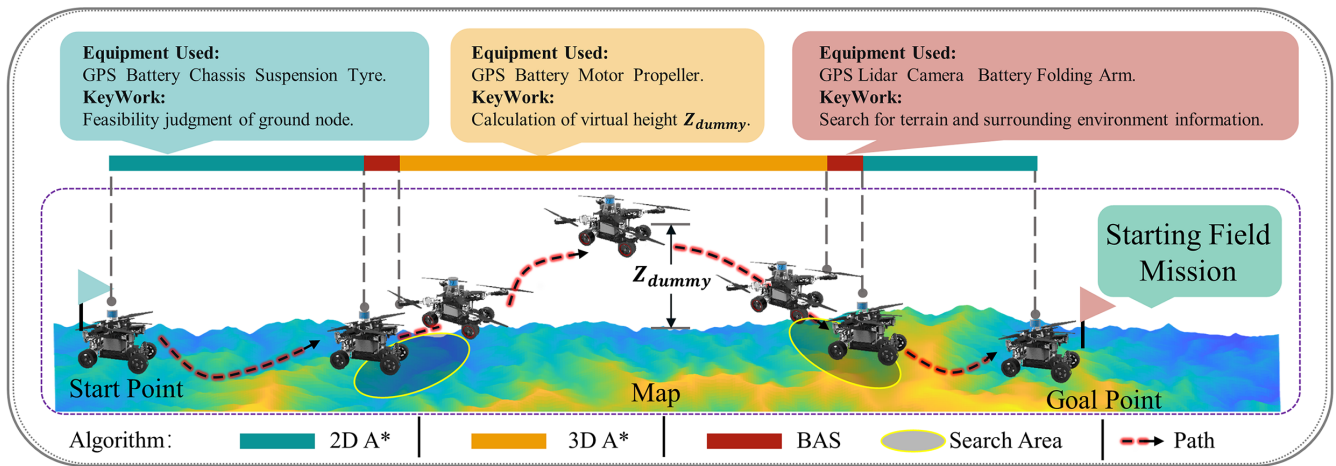 Equipment Used:
GPS Battery Chassis Suspension Tyre.
KeyWork:
Feasibility judgment of ground node.
Equipment Used:
GPS Battery Motor Propeller.
KeyWork:
Calculation of virtual height Z_dummy.
Equipment Used:
GPS Lidar Camera Battery Folding Arm.
KeyWork:
Search for terrain and surrounding environment information.
Z_dummy
Starting Field
Mission
Start Point
Map
Goal Point
Algorithm: 2D A* 3D A* BAS Search Area Path